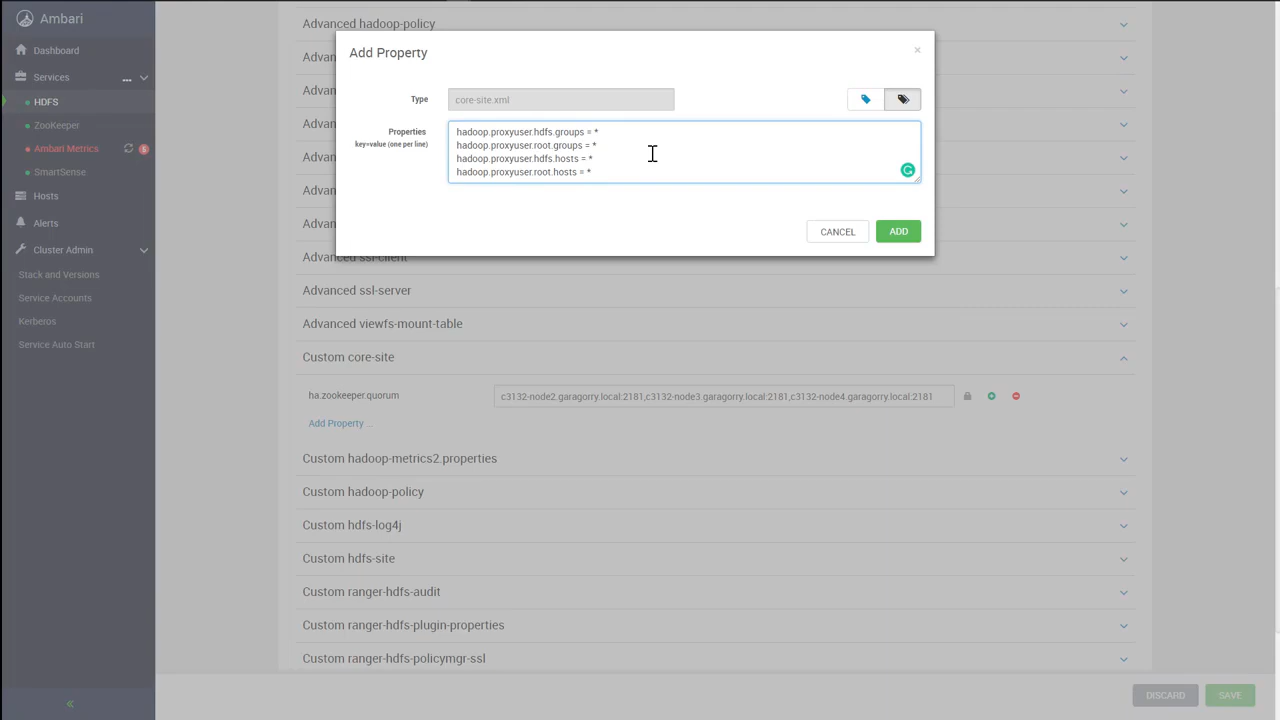 Ambari
Dashboard
Services
...
HDFS
ZooKeeper
Ambari Metrics
5
SmartSense
Hosts
Alerts
Cluster Admin
Stack and Versions
Service Accounts
Kerberos
Service Auto Start
«
Advanced hadoop-policy
Add Property
×
Type
core-site.xml
Properties
key=value (one per line)
hadoop.proxyuser.hdfs.groups = *
hadoop.proxyuser.root.groups = *
hadoop.proxyuser.hdfs.hosts = *
hadoop.proxyuser.root.hosts = *
CANCEL
ADD
Advanced ssl-client
Advanced ssl-server
Advanced viewfs-mount-table
Custom core-site
ha.zookeeper.quorum
c3132-node2.garagorry.local:2181,c3132-node3.garagorry.local:2181,c3132-node4.garagorry.local:2181
Add Property ...
Custom hadoop-metrics2.properties
Custom hadoop-policy
Custom hdfs-log4j
Custom hdfs-site
Custom ranger-hdfs-audit
Custom ranger-hdfs-plugin-properties
Custom ranger-hdfs-policymgr-ssl
DISCARD
SAVE